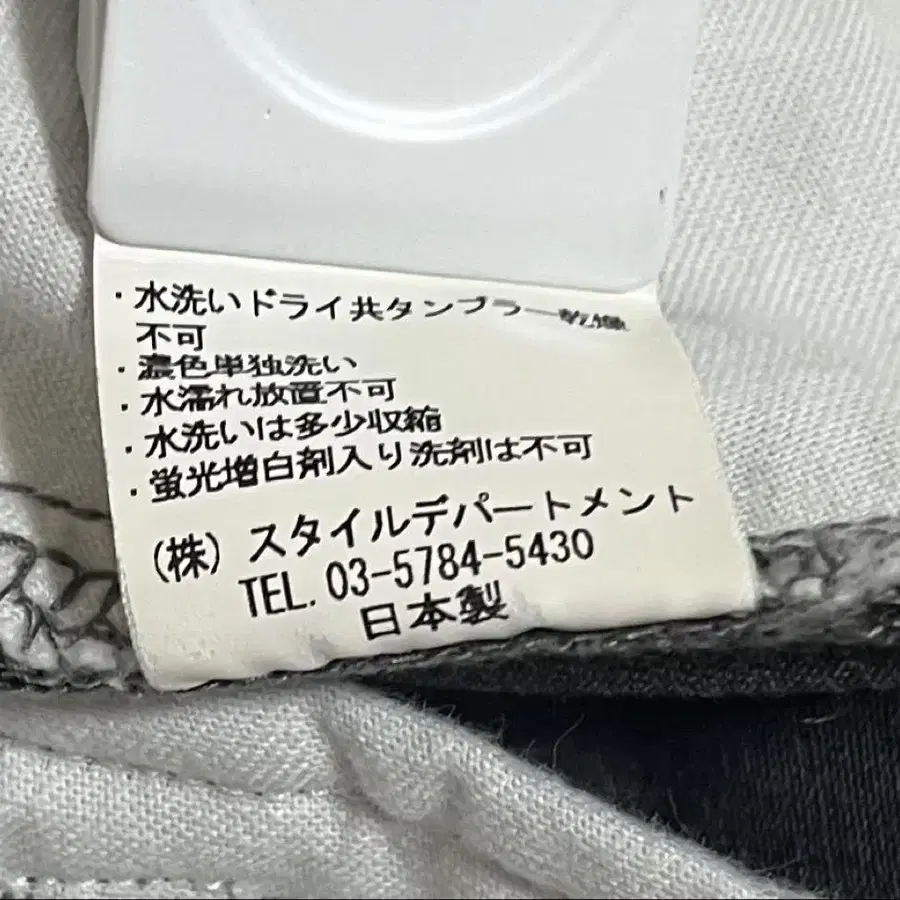 ・水洗いドライ共タンブラー乾燥
不可
・濃色単独洗い
・水濡れ放置不可
・水洗いは多少収縮
・蛍光増白剤入り洗剤は不可
(株) スタイルデパートメント
TEL. 03-5784-5430
日本製